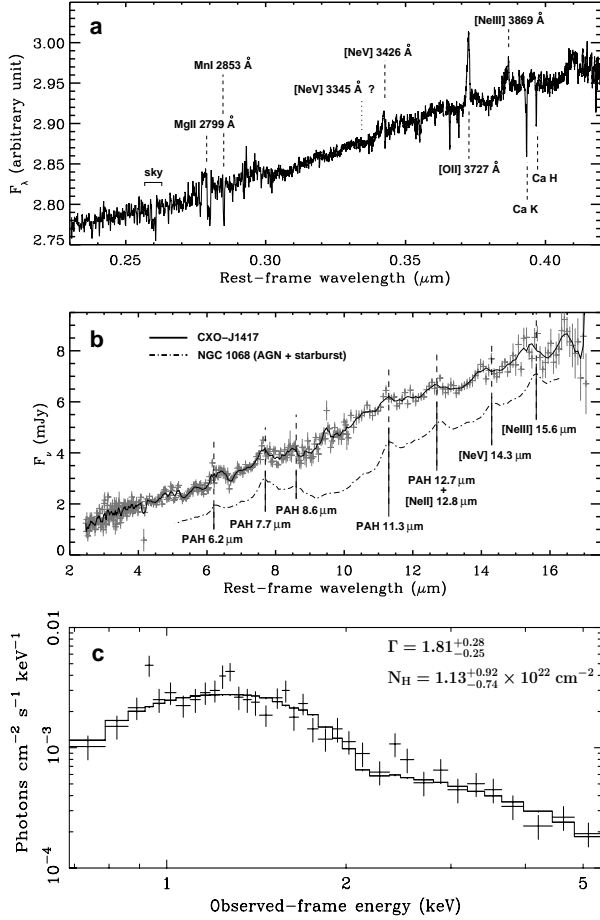 a
[NeIII] 3869 Å
[NeV] 3426 Å
MnI 2853 Å
[NeV] 3345 Å ?
MgII 2799 Å
sky
[OII] 3727 Å
Ca H
Ca K
3.00
2.95
2.90
2.85
2.80
2.75
Fλ (arbitrary unit)
0.25 0.30 0.35 0.40
Rest-frame wavelength (μm)
b
CXO-J1417
NGC 1068 (AGN + starburst)
8
6
4
2
0
Fν (mJy)
[NeIII] 15.6 μm
[NeV] 14.3 μm
PAH 12.7 μm
+
[NeII] 12.8 μm
PAH 8.6 μm
PAH 7.7 μm
PAH 11.3 μm
PAH 6.2 μm
2 4 6 8 10 12 14 16
Rest-frame wavelength (μm)
c
Γ = 1.81+0.28−0.25
NH = 1.13+0.92−0.74 × 10²² cm−2
0.01
10−3
10−4
Photons cm−2 s−1 keV−1
1 2 5
Observed-frame energy (keV)